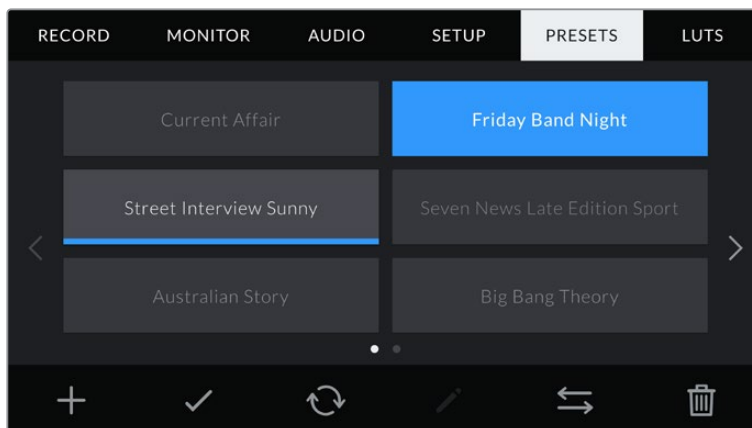 RECORD MONITOR AUDIO SETUP PRESETS LUTS
Current Affair Friday Band Night
Street Interview Sunny Seven News Late Edition Sport
Australian Story Big Bang Theory